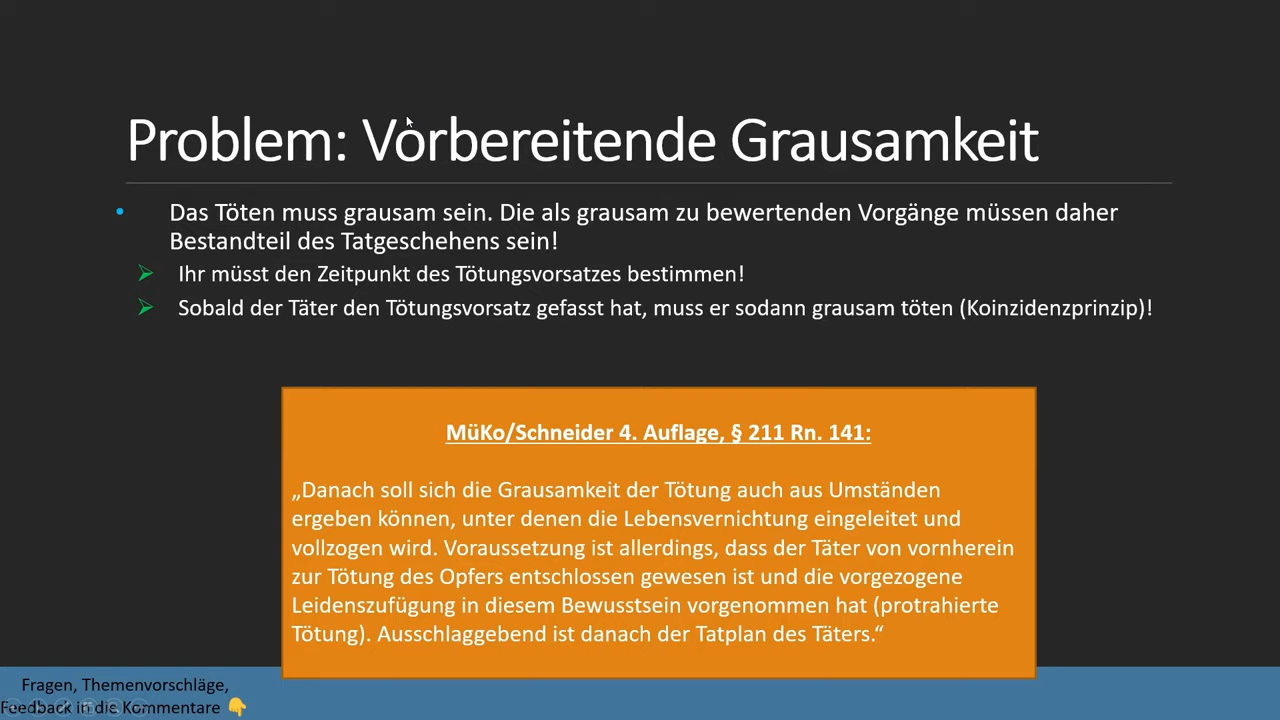 Problem: Vorbereitende Grausamkeit
• Das Töten muss grausam sein. Die als grausam zu bewertenden Vorgänge müssen daher
Bestandteil des Tatgeschehens sein!
➢ Ihr müsst den Zeitpunkt des Tötungsvorsatzes bestimmen!
➢ Sobald der Täter den Tötungsvorsatz gefasst hat, muss er sodann grausam töten (Koinzidenzprinzip)!
MüKo/Schneider 4. Auflage, § 211 Rn. 141:
„Danach soll sich die Grausamkeit der Tötung auch aus Umständen
ergeben können, unter denen die Lebensvernichtung eingeleitet und
vollzogen wird. Voraussetzung ist allerdings, dass der Täter von vornherein
zur Tötung des Opfers entschlossen gewesen ist und die vorgezogene
Leidenszufügung in diesem Bewusstsein vorgenommen hat (protrahierte
Tötung). Ausschlaggebend ist danach der Tatplan des Täters.“
Fragen, Themenvorschläge,
Feedback in die Kommentare 👇